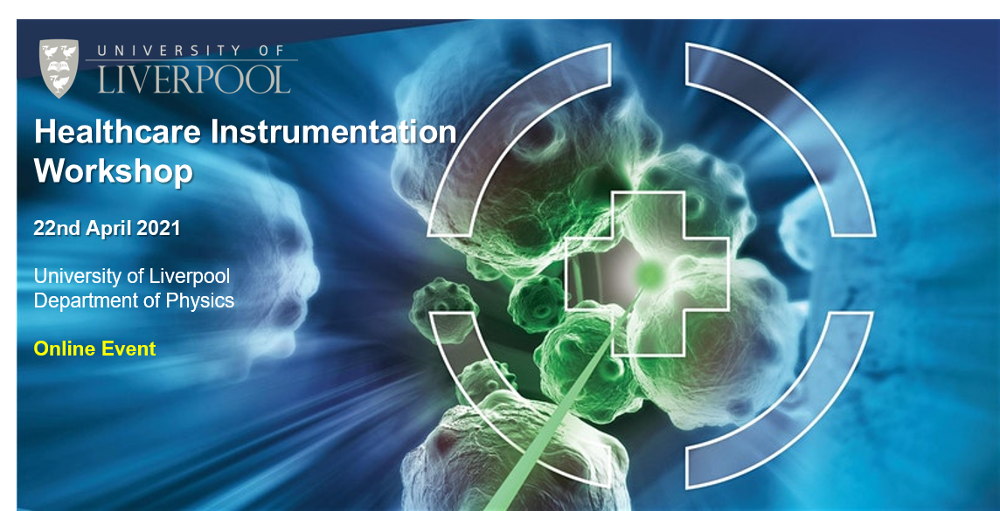 UNIVERSITY OF
LIVERPOOL
Healthcare Instrumentation
Workshop
22nd April 2021
University of Liverpool
Department of Physics
Online Event